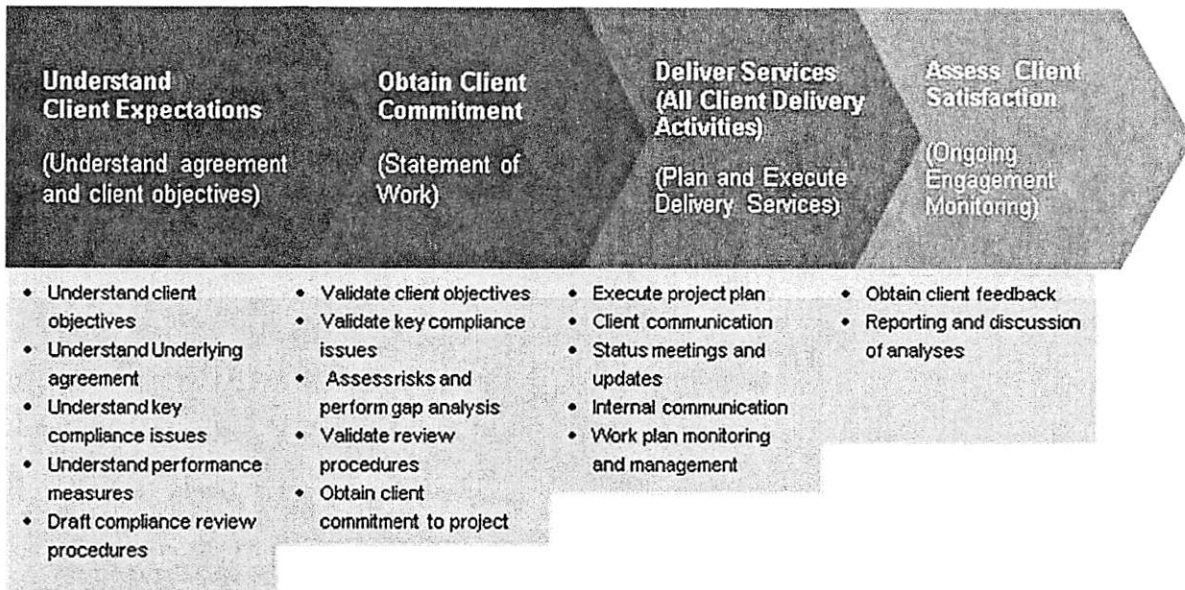 Understand
Client Expectations
(Understand agreement
and client objectives)
Obtain Client
Commitment
(Statement of
Work)
Deliver Services
(All Client Delivery
Activities)
(Plan and Execute
Delivery Services)
Assess Client
Satisfaction
(Ongoing
Engagement
Monitoring)
• Understand client
objectives
• Understand Underlying
agreement
• Understand key
compliance issues
• Understand performance
measures
• Draft compliance review
procedures
• Validate client objectives
• Validate key compliance
issues
• Assess risks and
perform gap analysis
• Validate review
procedures
• Obtain client
commitment to project
• Execute project plan
• Client communication
• Status meetings and
updates
• Internal communication
• Work plan monitoring
and management
• Obtain client feedback
• Reporting and discussion
of analyses